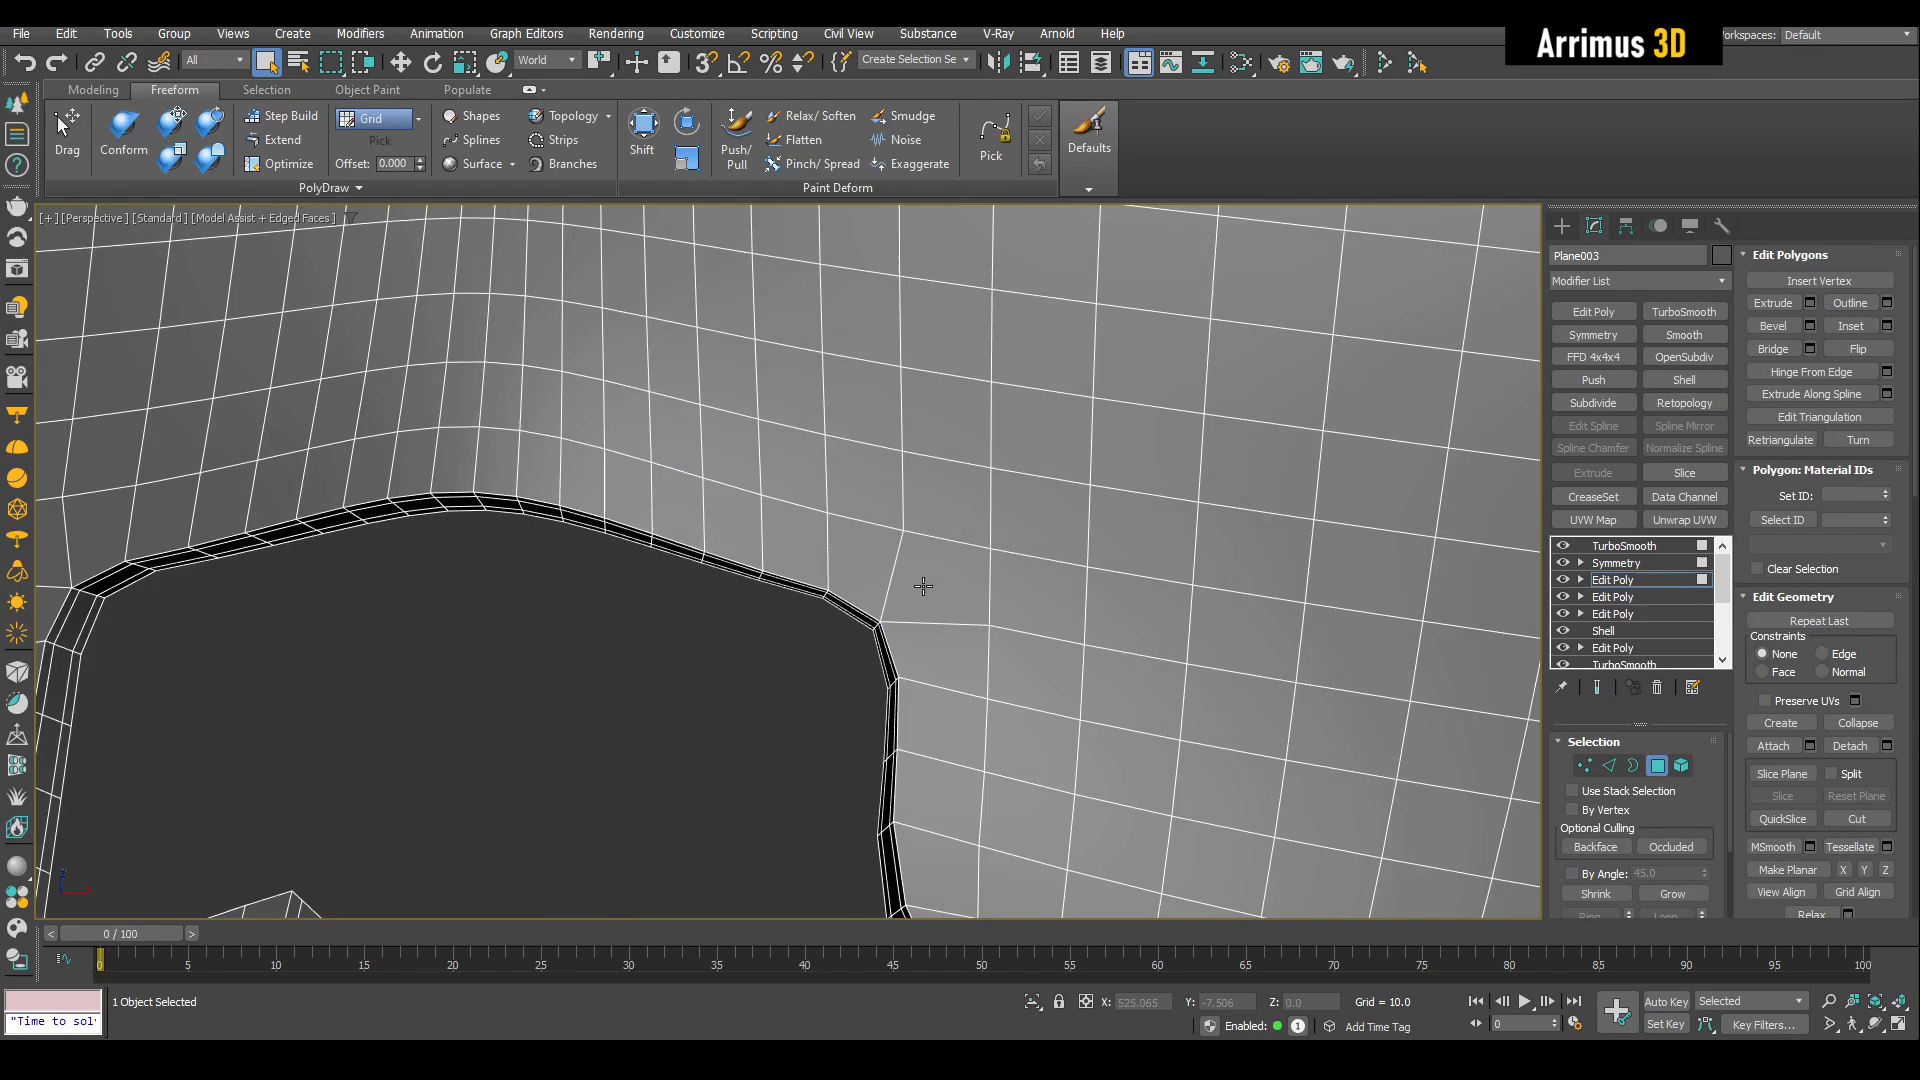 File Edit Tools Group Views Create Modifiers Animation Graph Editors Rendering Customize Scripting Civil View Substance V-Ray Arnold Help
Arrimus 3D
Workspaces: Default
All
World
Create Selection Se
Modeling Freeform Selection Object Paint Populate
Drag
Conform
Step Build
Extend
Optimize
Grid
Pick
Offset: 0.000
Shapes
Splines
Surface
Topology
Strips
Branches
PolyDraw
Shift
Push/
Pull
Relax/ Soften
Flatten
Pinch/ Spread
Smudge
Noise
Exaggerate
Pick
Paint Deform
Defaults
[+] [Perspective ] [Standard ] [Model Assist + Edged Faces ]
Plane003
Modifier List
Edit Poly TurboSmooth
Symmetry Smooth
FFD 4x4x4 OpenSubdiv
Push Shell
Subdivide Retopology
Edit Spline Spline Mirror
Spline Chamfer Normalize Spline
Extrude Slice
CreaseSet Data Channel
UVW Map Unwrap UVW
TurboSmooth
Symmetry
Edit Poly
Edit Poly
Edit Poly
Shell
Edit Poly
TurboSmooth
Selection
Use Stack Selection
By Vertex
Optional Culling
Backface Occluded
By Angle: 45.0
Shrink Grow
Ring Loop
Edit Polygons
Insert Vertex
Extrude Outline
Bevel Inset
Bridge Flip
Hinge From Edge
Extrude Along Spline
Edit Triangulation
Retriangulate Turn
Polygon: Material IDs
Set ID:
Select ID
Clear Selection
Edit Geometry
Repeat Last
Constraints
None Edge
Face Normal
Preserve UVs
Create Collapse
Attach Detach
Slice Plane Split
Slice Reset Plane
QuickSlice Cut
MSmooth Tessellate
Make Planar X Y Z
View Align Grid Align
Relax
z
< 0 / 100 >
0 5 10 15 20 25 30 35 40 45 50 55 60 65 70 75 80 85 90 95 100
"Time to sol
1 Object Selected
X: 525.065 Y: -7.506 Z: 0.0 Grid = 10.0
Enabled: 1 Add Time Tag
0
Auto Key Selected
Set Key Key Filters...